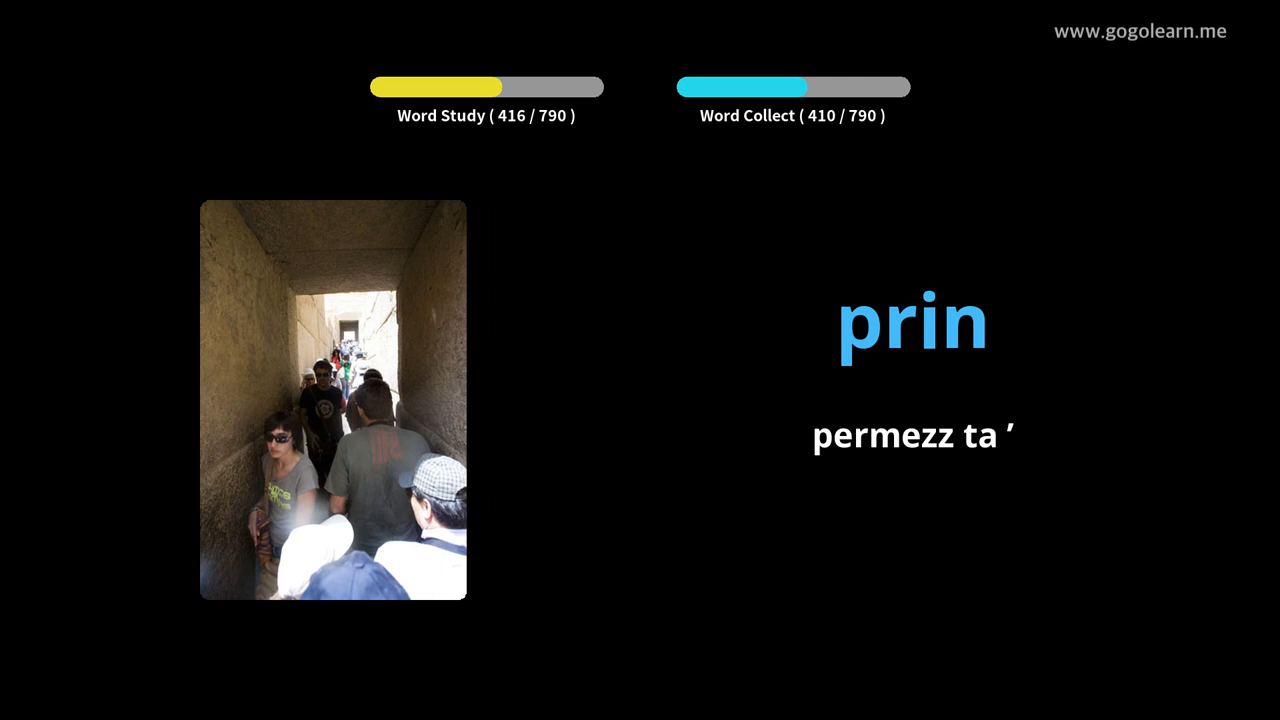 www.gogolearn.me
Word Study ( 416 / 790 )
Word Collect ( 410 / 790 )
prin
permezz ta ’